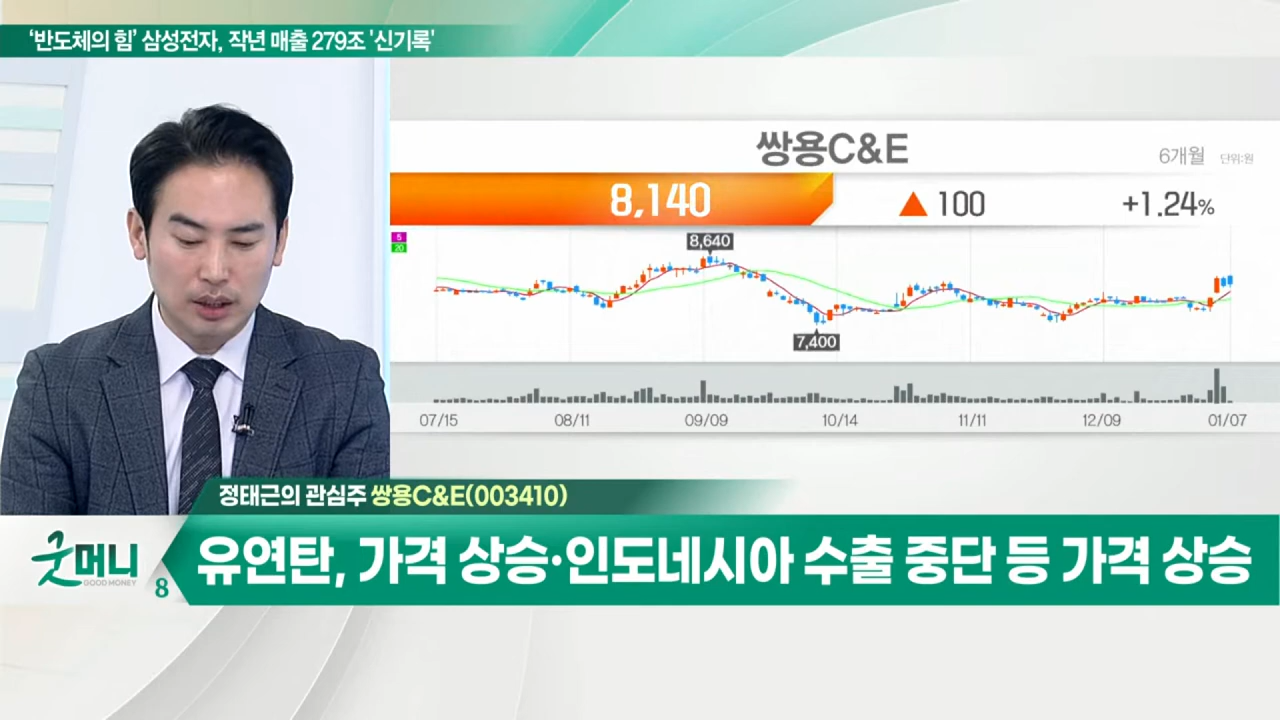 ‘반도체의 힘’ 삼성전자, 작년 매출 279조 '신기록'
쌍용C&E
6개월 단위:원
8,140 ▲ 100 +1.24%
5
20
8,640
7,400
07/15 08/11 09/09 10/14 11/11 12/09 01/07
정태근의 관심주 쌍용C&E(003410)
굿머니
GOOD MONEY
8
유연탄, 가격 상승·인도네시아 수출 중단 등 가격 상승